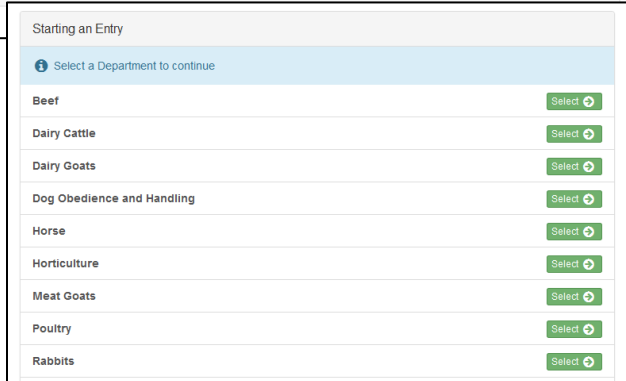 Starting an Entry
Select a Department to continue
Beef Select
Dairy Cattle Select
Dairy Goats Select
Dog Obedience and Handling Select
Horse Select
Horticulture Select
Meat Goats Select
Poultry Select
Rabbits Select